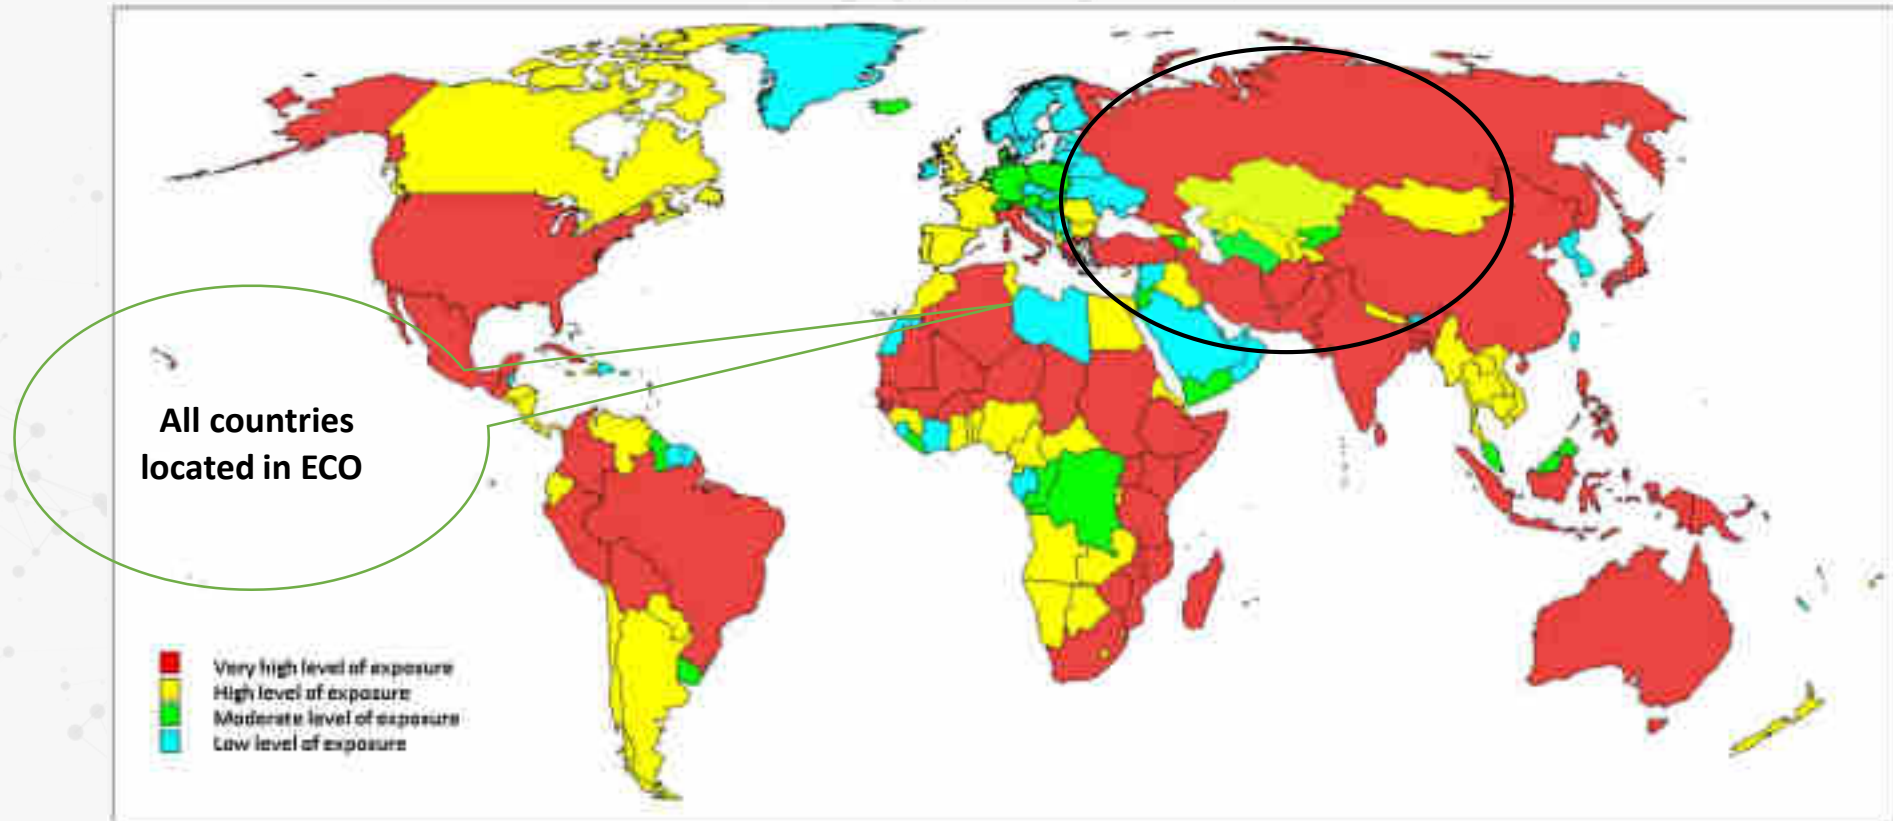 All countries
located in ECO
Very high level of exposure
High level of exposure
Moderate level of exposure
Low level of exposure